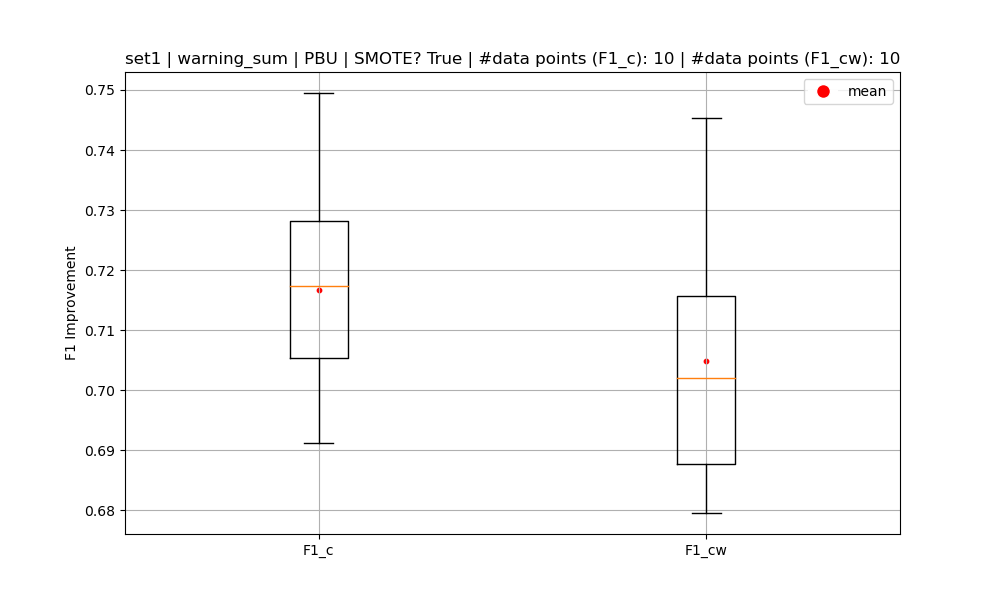 set1 | warning_sum | PBU | SMOTE? True | #data points (F1_c): 10 | #data points (F1_cw): 10
mean
0.75
0.74
0.73
0.72
0.71
0.70
0.69
0.68
F1 Improvement
F1_c
F1_cw